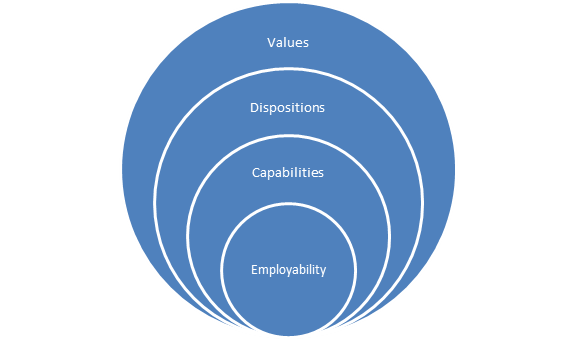 Values
Dispositions
Capabilities
Employability